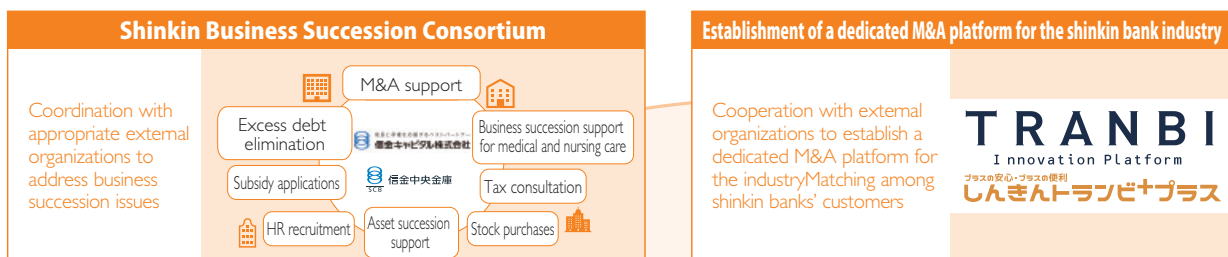 Shinkin Business Succession Consortium
Coordination with
appropriate external
organizations to
address business
succession issues
M&A support
Excess debt
elimination
信金キャピタル株式会社
Business succession support
for medical and nursing care
Subsidy applications
SCB
信金中央金庫
Tax consultation
HR recruitment
Asset succession
support
Stock purchases
Establishment of a dedicated M&A platform for the shinkin bank industry
Cooperation with external
organizations to establish a
dedicated M&A platform for
the industryMatching among
shinkin banks' customers
TRANBI
Innovation Platform
プラスの安心・プラスの便利
しんきんトランビ+プラス